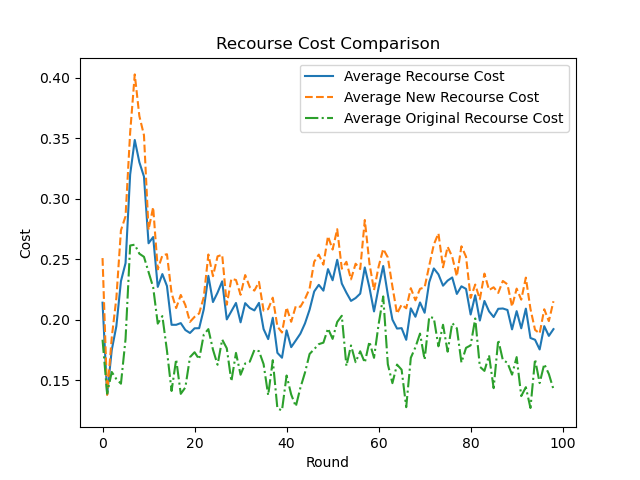 Recourse Cost Comparison
Average Recourse Cost
Average New Recourse Cost
Average Original Recourse Cost
0.40
0.35
0.30
0.25
0.20
0.15
Cost
0 20 40 60 80 100
Round